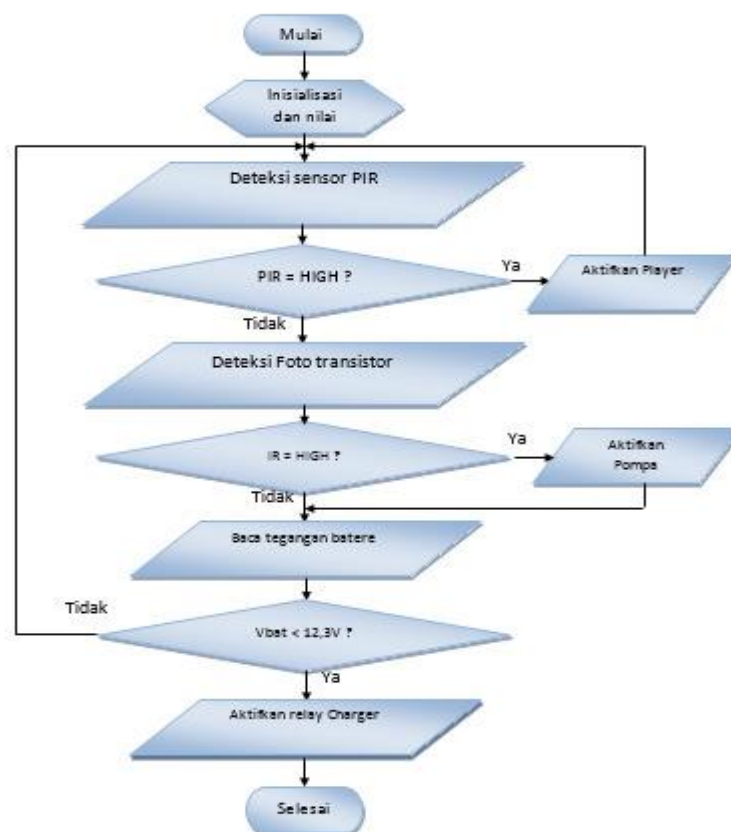 Mulai
Inisialisasi
dan nilai
Deteksi sensor PIR
PIR = HIGH ?
Ya
Aktifkan Player
Tidak
Deteksi Foto transistor
IR = HIGH ?
Ya
Aktifkan
Pompa
Tidak
Baca tegangan batere
Tidak
Vbat < 12,3V ?
Ya
Aktifkan relay Charger
Selesai